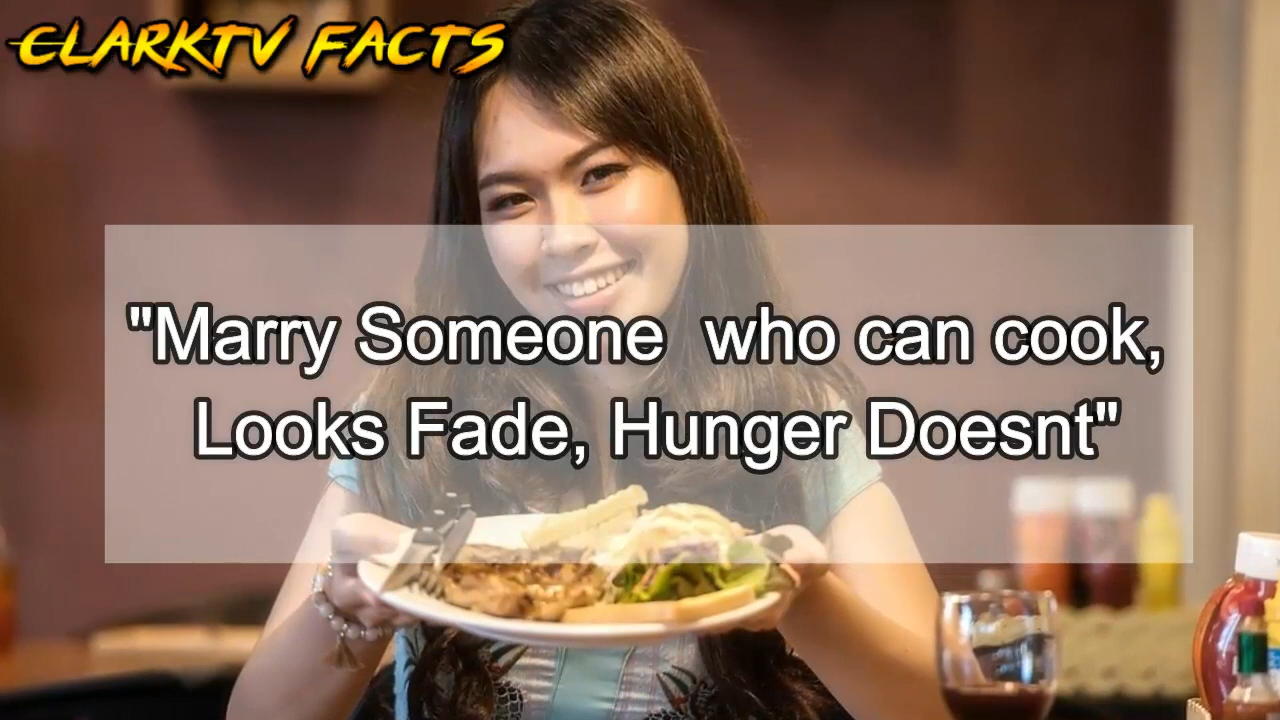 CLARKTV FACTS
"Marry Someone  who can cook,
Looks Fade, Hunger Doesnt"